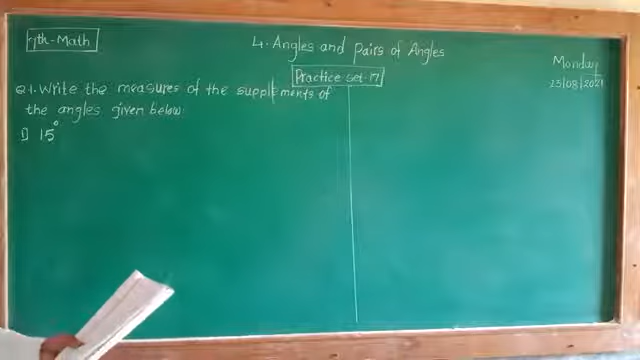 7th-Math
4. Angles and Pairs of Angles
Practice Set-17
Monday
23/08/2021
Q.1. Write the measures of the supplements of
the angles given below:
i] 15°